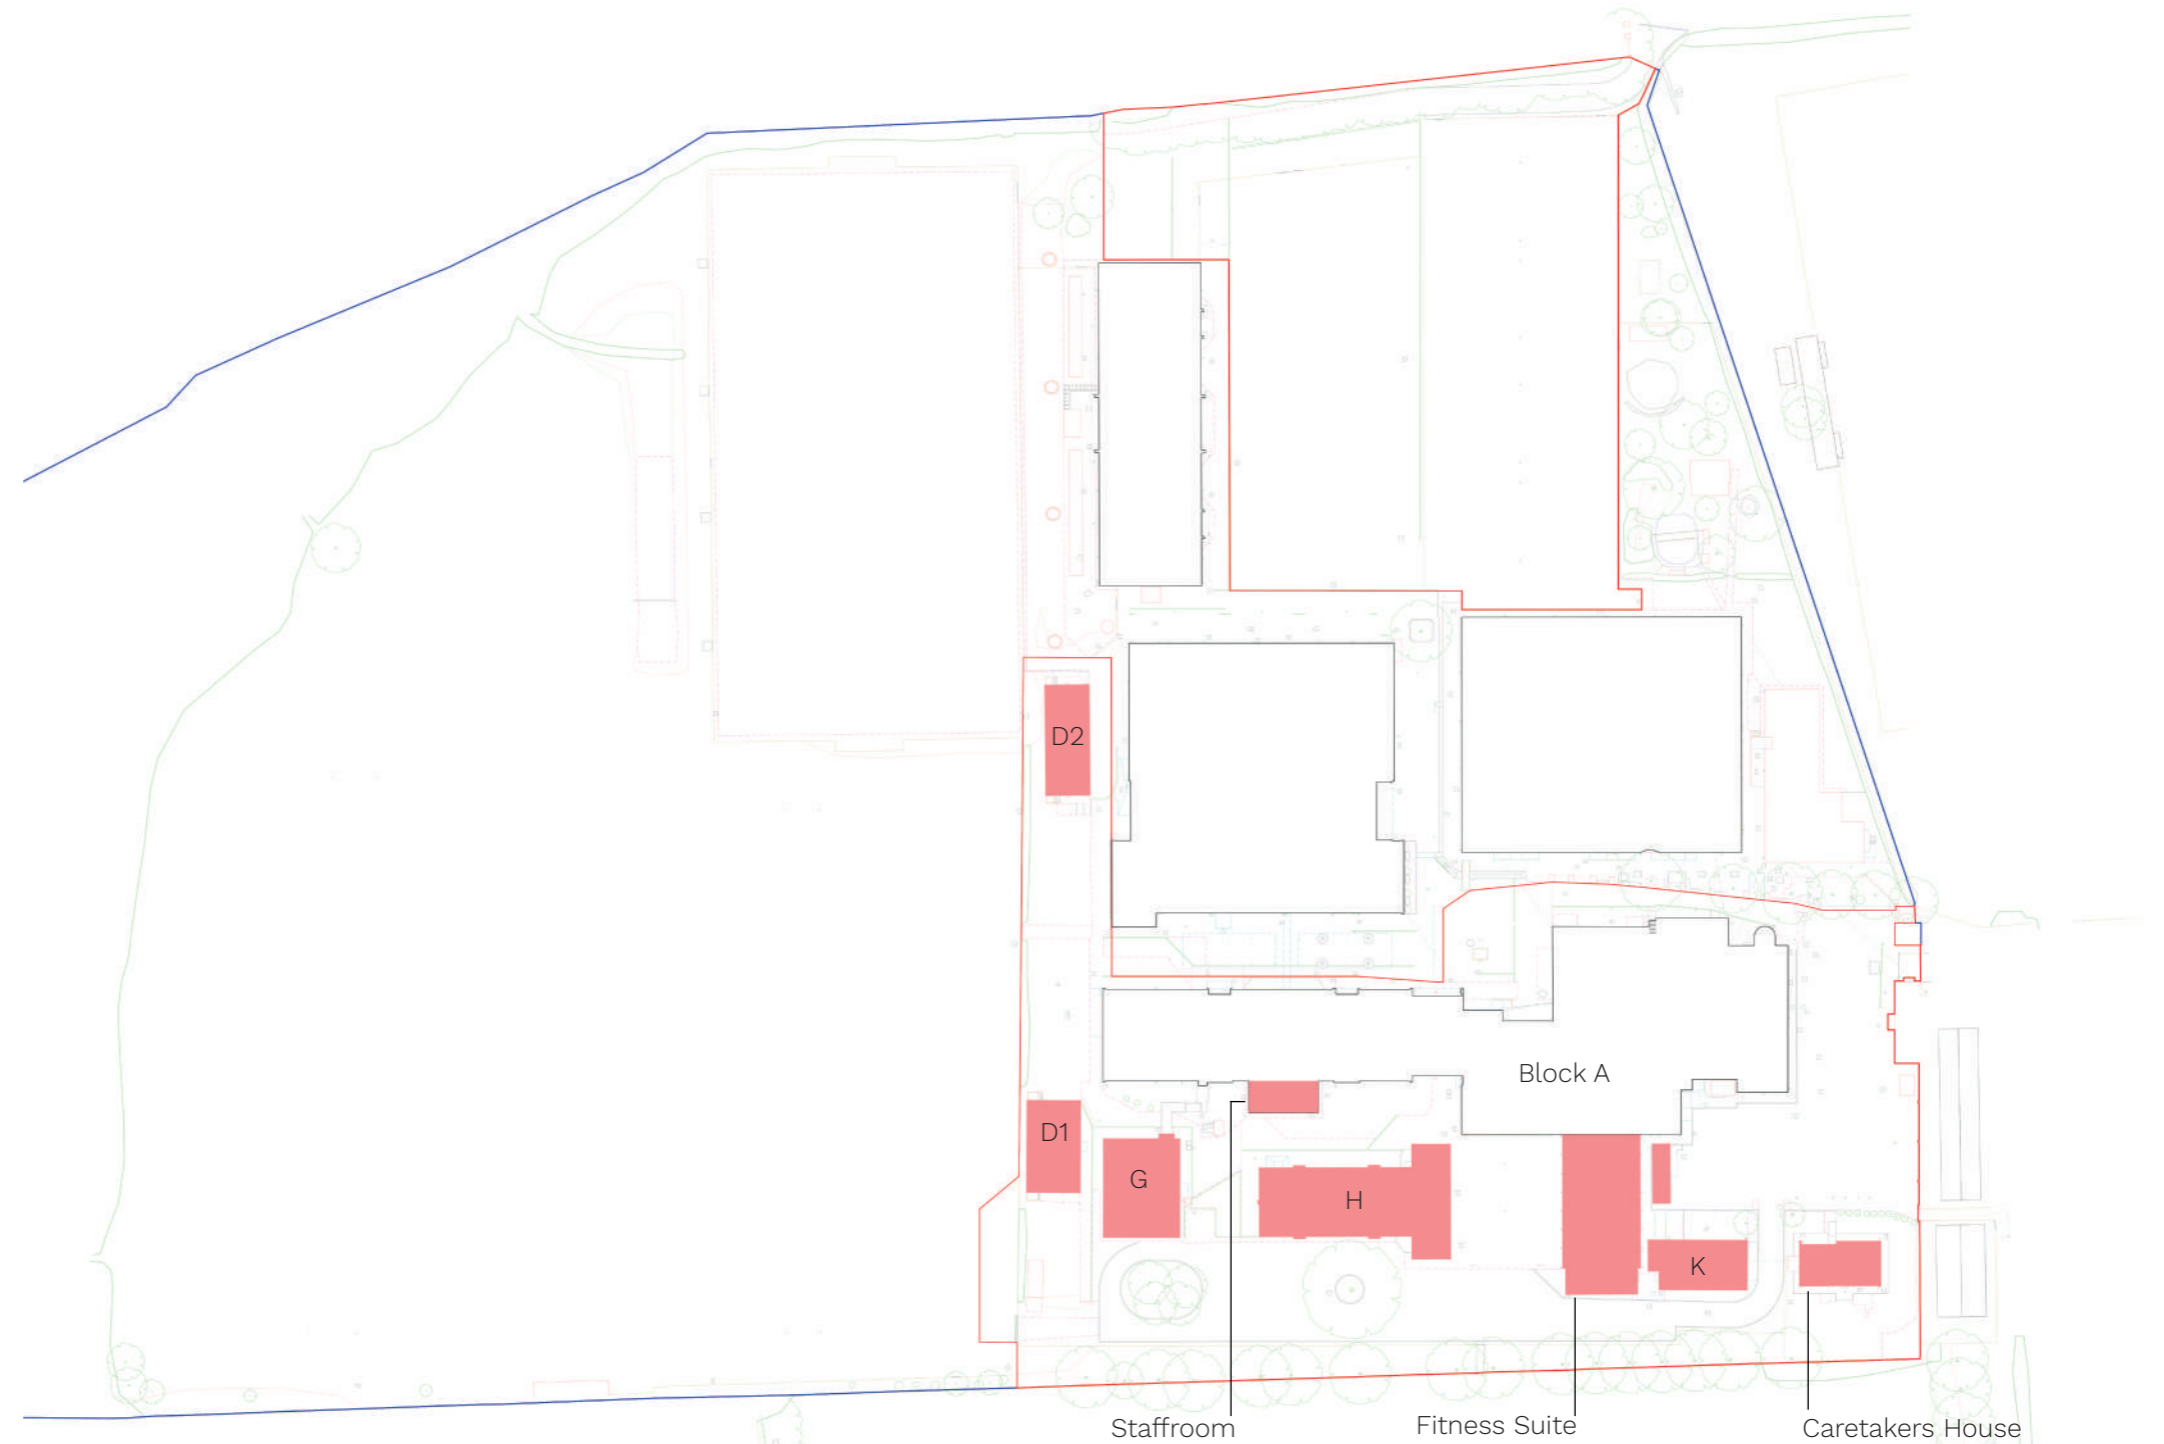 D2
Block A
D1
G
H
K
Staffroom
Fitness Suite
Caretakers House